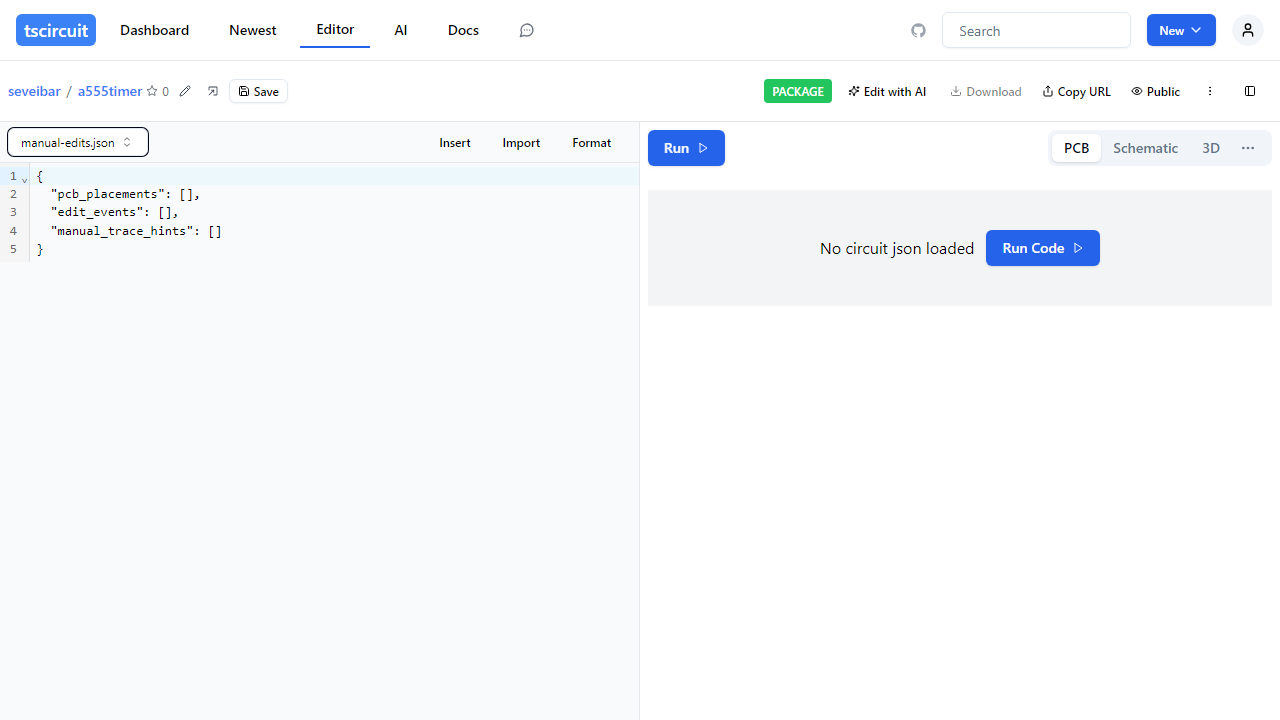 tscircuit Dashboard Newest Editor AI Docs Search New
seveibar / a555timer 0 Save PACKAGE Edit with AI Download Copy URL Public
manual-edits.json Insert Import Format Run PCB Schematic 3D
1 {
2 "pcb_placements": [],
3 "edit_events": [],
4 "manual_trace_hints": []
5 }
No circuit json loaded Run Code